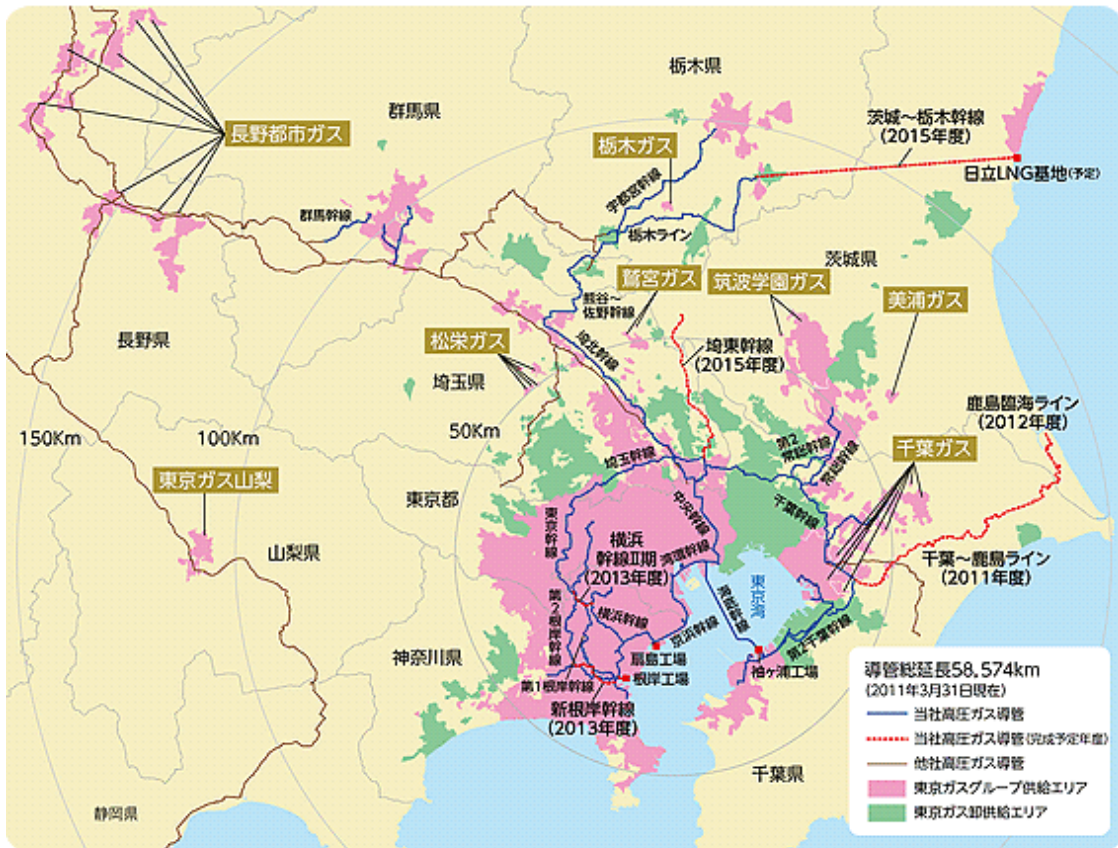 栃木県
群馬県
長野都市ガス
栃木ガス
茨城～栃木幹線
(2015年度)
日立LNG基地(予定)
宇都宮幹線
群馬幹線
栃木ライン
茨城県
鷲宮ガス
筑波学園ガス
美浦ガス
熊谷～
佐野幹線
長野県
松栄ガス
埼玉県
埼東幹線
(2015年度)
鹿島臨海ライン
(2012年度)
150Km
100Km
50Km
第2
常総幹線
常総幹線
千葉ガス
東京ガス山梨
埼玉幹線
東京都
東京幹線
中央幹線
千葉幹線
山梨県
横浜
幹線Ⅱ期
(2013年度)
湾環幹線
東京湾
千葉～鹿島ライン
(2011年度)
第2根岸幹線
横浜幹線
京浜幹線
第2千葉幹線
神奈川県
扇島工場
袖ヶ浦工場
第1根岸幹線
根岸工場
新根岸幹線
(2013年度)
千葉県
静岡県
導管総延長58,574km
(2011年3月31日現在)
当社高圧ガス導管
当社高圧ガス導管(完成予定年度)
他社高圧ガス導管
東京ガスグループ供給エリア
東京ガス卸供給エリア